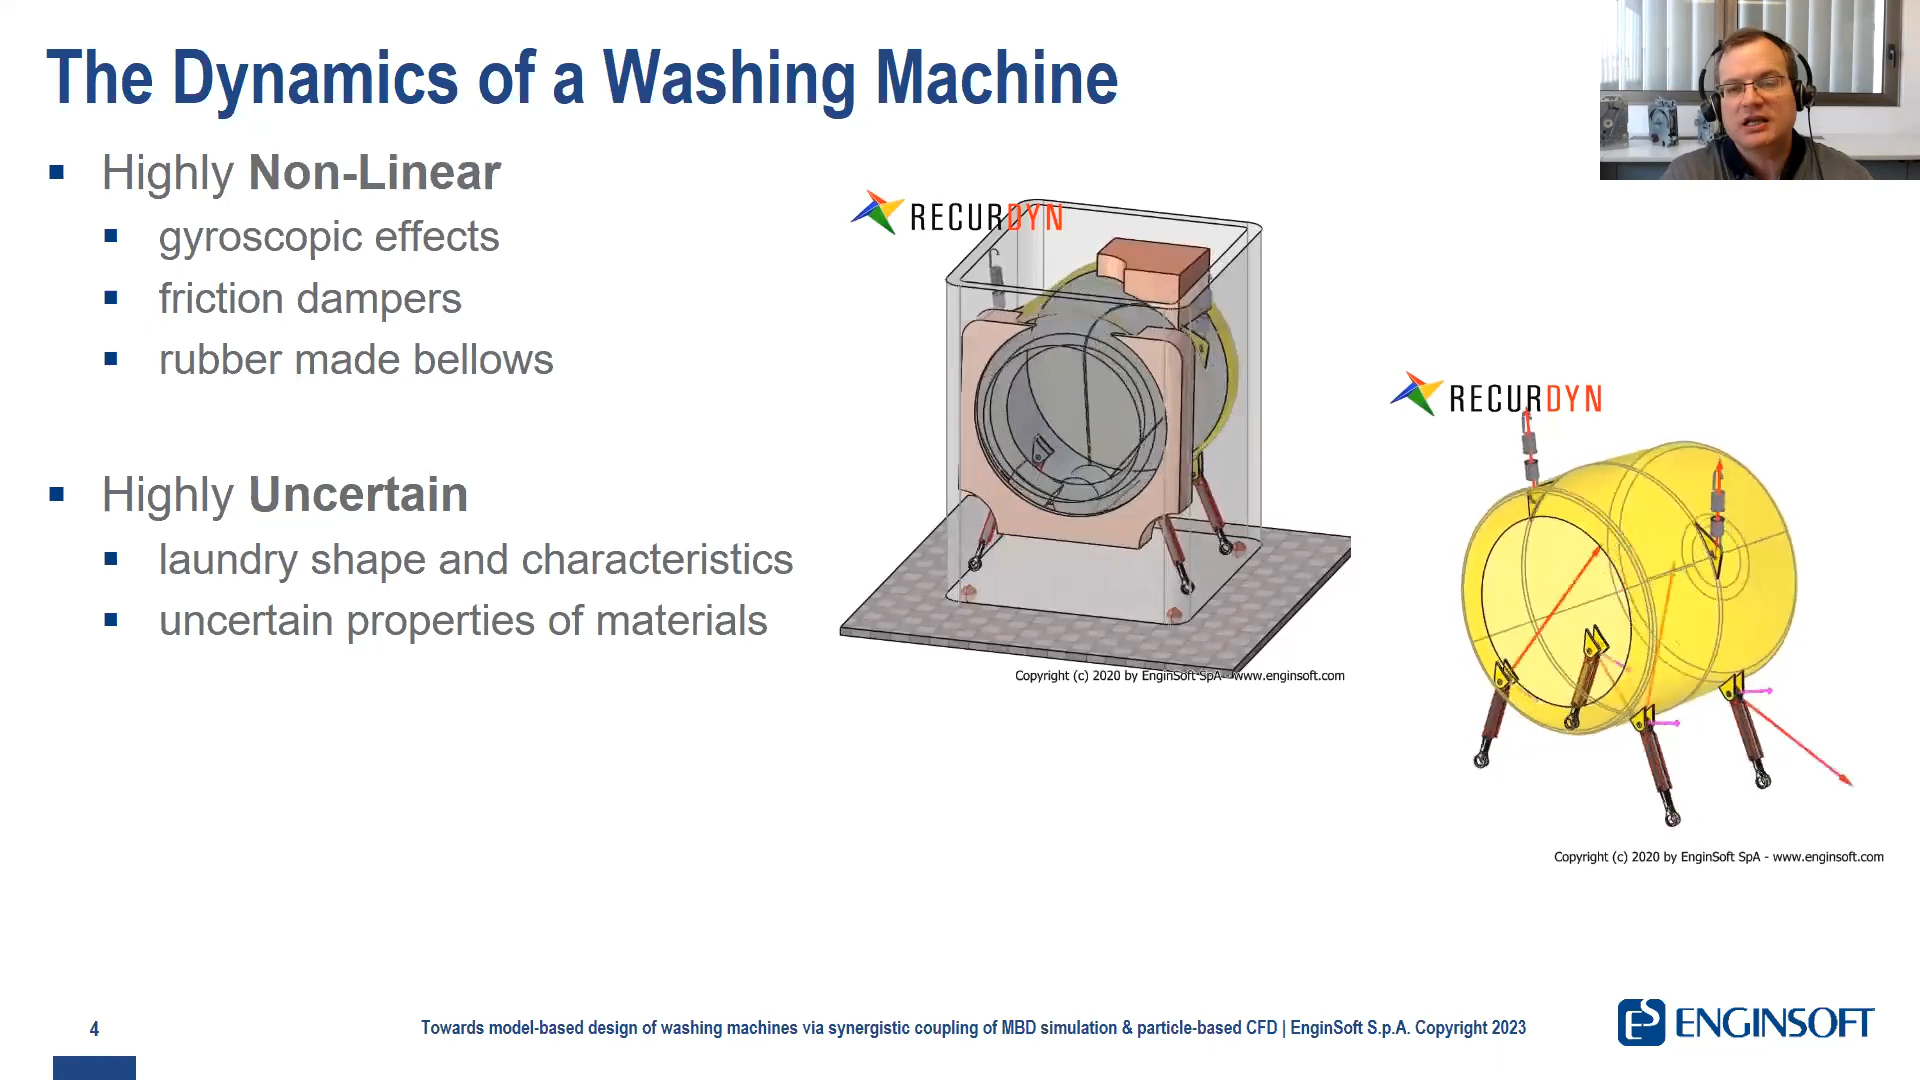 The Dynamics of a Washing Machine
Highly Non-Linear
gyroscopic effects
friction dampers
rubber made bellows
Highly Uncertain
laundry shape and characteristics
uncertain properties of materials
RECURDYN
Copyright (c) 2020 by EnginSoft SpA - www.enginsoft.com
RECURDYN
Copyright (c) 2020 by EnginSoft SpA - www.enginsoft.com
4
Towards model-based design of washing machines via synergistic coupling of MBD simulation & particle-based CFD | EnginSoft S.p.A. Copyright 2023
ENGINSOFT